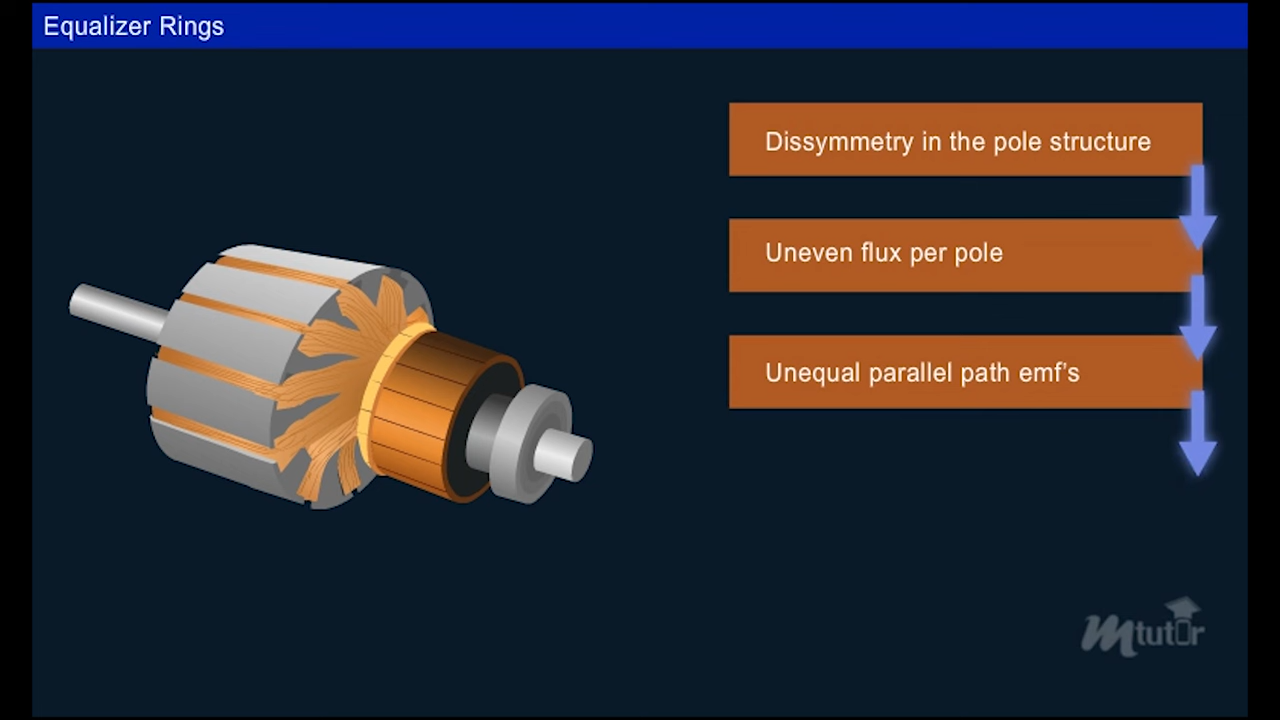 Equalizer Rings
Dissymmetry in the pole structure
Uneven flux per pole
Unequal parallel path emf's
mtutor